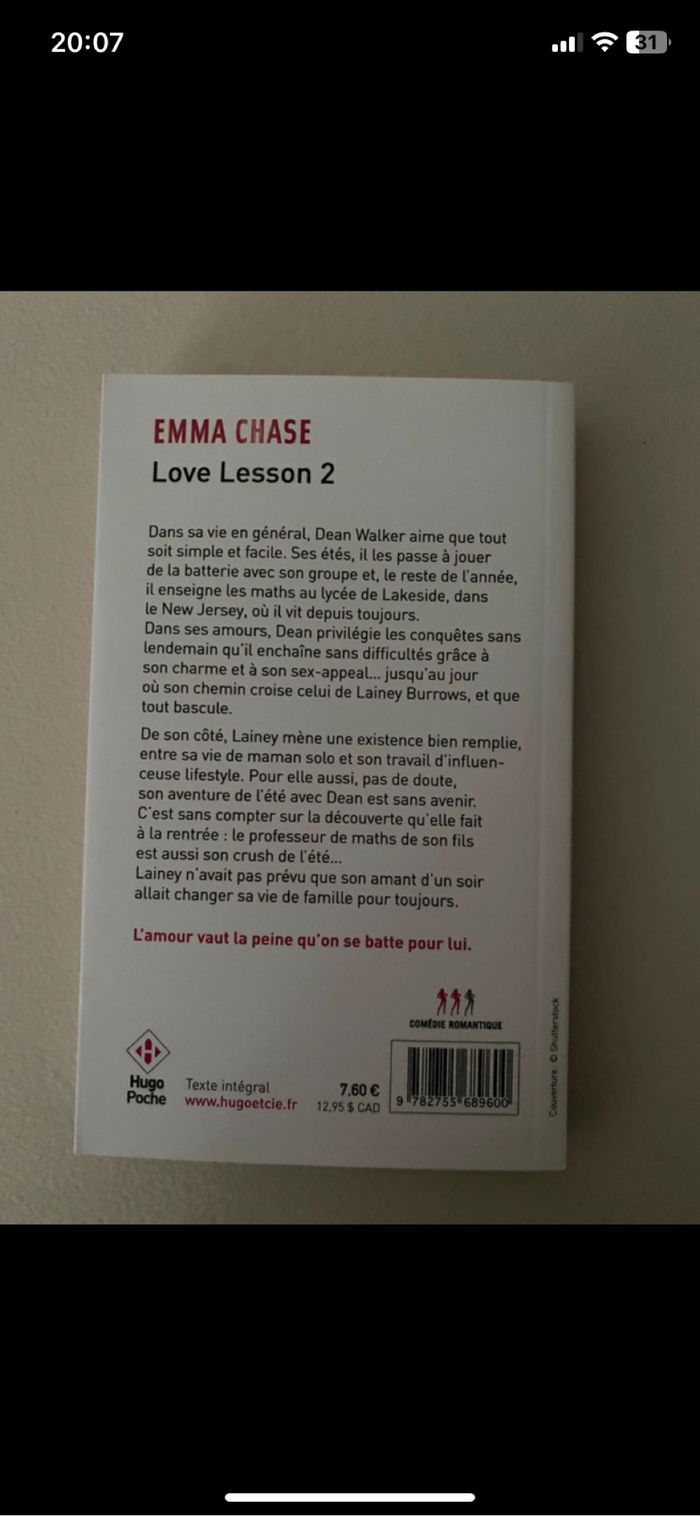 20:07
31
EMMA CHASE
Love Lesson 2
Dans sa vie en général, Dean Walker aime que tout
soit simple et facile. Ses étés, il les passe à jouer
de la batterie avec son groupe et, le reste de l'année,
il enseigne les maths au lycée de Lakeside, dans
le New Jersey, où il vit depuis toujours.
Dans ses amours, Dean privilégie les conquêtes sans
lendemain qu'il enchaîne sans difficultés grâce à
son charme et à son sex-appeal... jusqu'au jour
où son chemin croise celui de Lainey Burrows, et que
tout bascule.
De son côté, Lainey mène une existence bien remplie,
entre sa vie de maman solo et son travail d'influen-
ceuse lifestyle. Pour elle aussi, pas de doute,
son aventure de l'été avec Dean est sans avenir.
C'est sans compter sur la découverte qu'elle fait
à la rentrée : le professeur de maths de son fils
est aussi son crush de l'été...
Lainey n'avait pas prévu que son amant d'un soir
allait changer sa vie de famille pour toujours.
L'amour vaut la peine qu'on se batte pour lui.
COMÉDIE ROMANTIQUE
Hugo
Poche
Texte intégral
www.hugoetcie.fr
7,60 €
12,95 $ CAD
9 782755 689600
Couverture : © Shutterstock